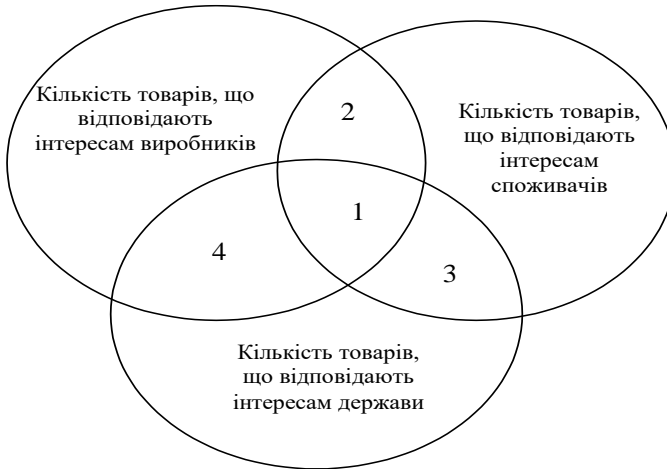 Кількість товарів, що
відповідають
інтересам виробників
2
Кількість товарів,
що відповідають
інтересам
споживачів
1
4
3
Кількість товарів,
що відповідають
інтересам держави